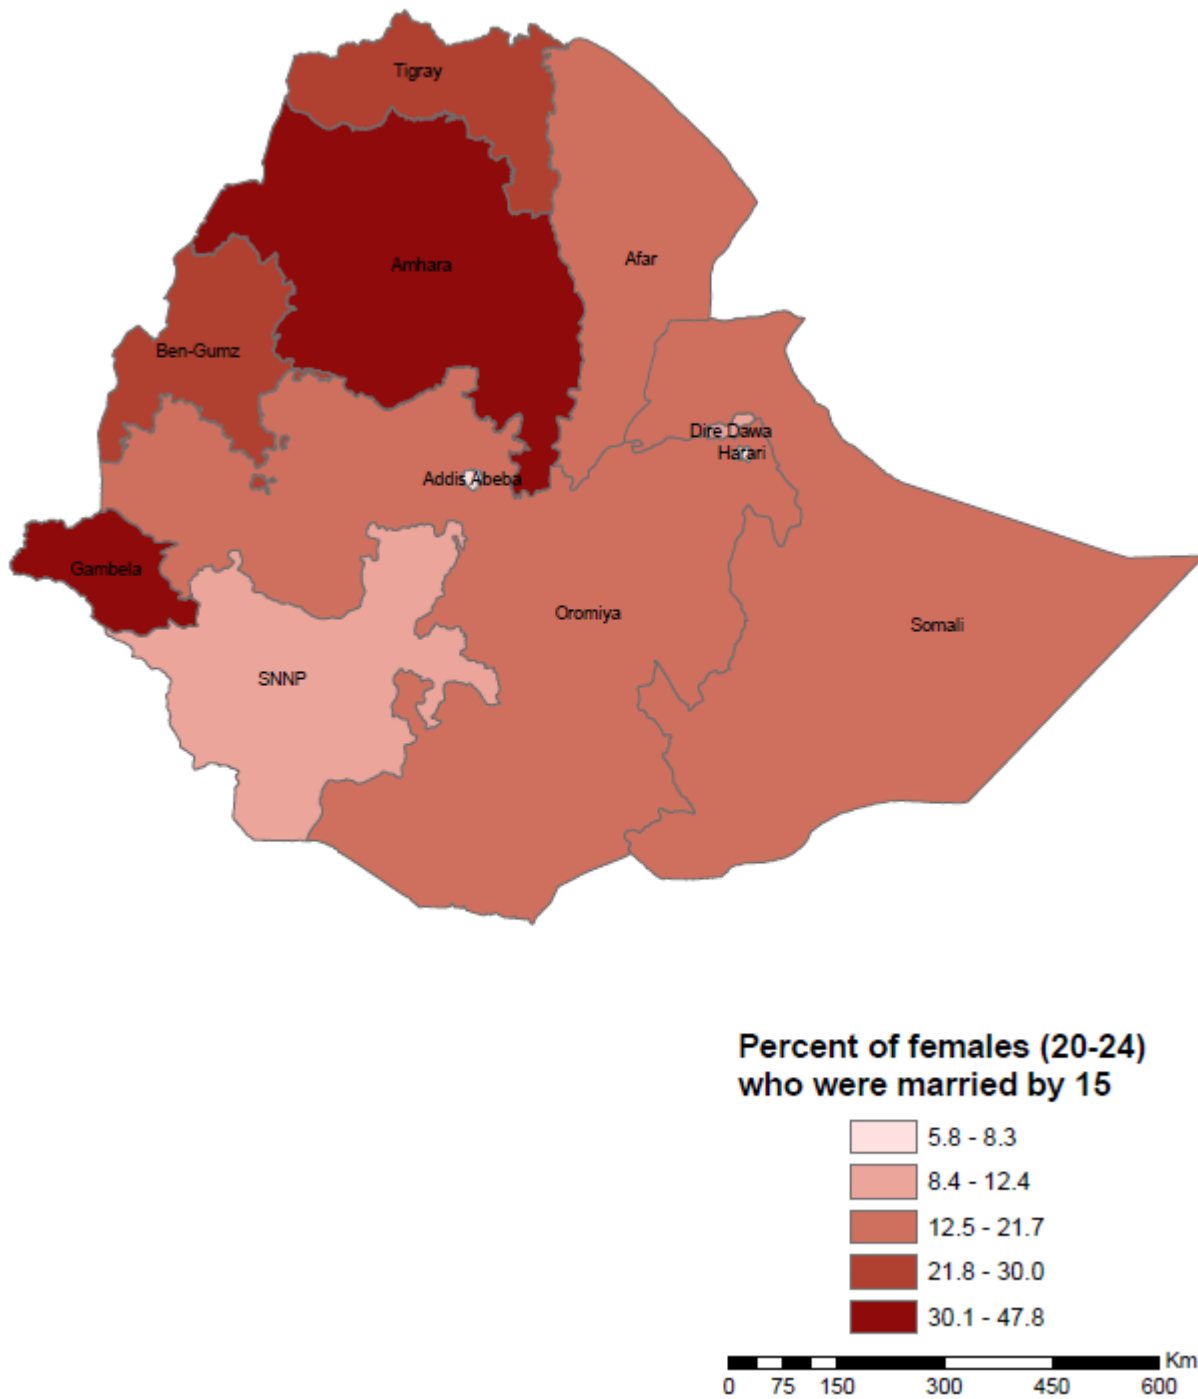 Tigray
Afar
Amhara
Ben-Gumz
Dire Dawa
Harari
Addis Abeba
Gambela
Oromiya
Somali
SNNP
Percent of females (20-24)
who were married by 15
5.8 - 8.3
8.4 - 12.4
12.5 - 21.7
21.8 - 30.0
30.1 - 47.8
Km
0 75 150 300 450 600